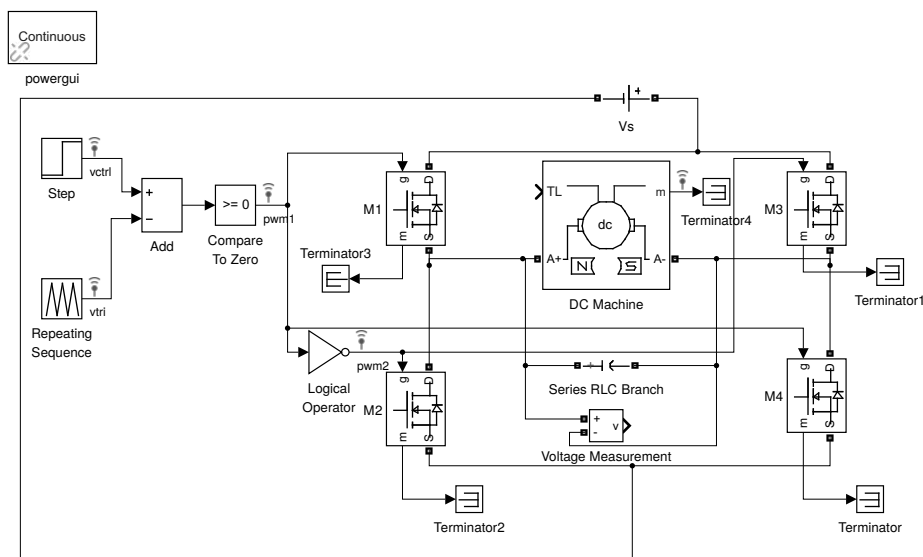 Continuous
powergui
+
Vs
Step
vctrl
+
−
Add
>= 0
pwm1
Compare
To Zero
vtri
Repeating
Sequence
Logical
Operator
pwm2
g
D
M1
m
S
Terminator3
TL
m
dc
A+
N
S
A-
DC Machine
Terminator4
g
D
M3
m
S
Terminator1
g
D
M2
m
S
Terminator2
+
Series RLC Branch
+
-
v
Voltage Measurement
g
D
M4
m
S
Terminator